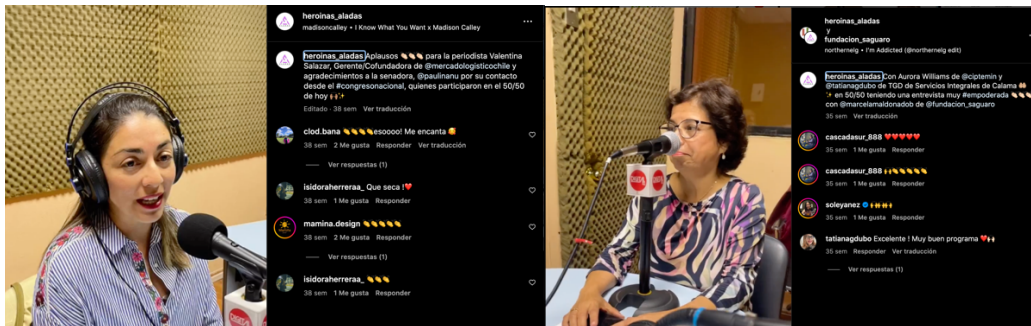 heroinas_aladas
madisoncalley • I Know What You Want x Madison Calley
heroinas_aladas Aplausos 👏🏻👏🏻👏🏻 para la periodista Valentina
Salazar, Gerente/Cofundadora de @mercadologisticochile y
agradecimientos a la senadora, @paulinanu por su contacto
desde el #congresonacional, quienes participaron en el 50/50
de hoy 🙌🏻✨
Editado · 38 sem Ver traducción
clod.bana 👏👏👏👏esoooo! Me encanta 🥰
38 sem 2 Me gusta Responder Ver traducción
Ver respuestas (1)
isidoraherreraa_ Que seca !❤️
38 sem 1 Me gusta Responder
mamina.design 👏👏👏👏👏
38 sem 2 Me gusta Responder
Ver respuestas (1)
isidoraherreraa_ 👏👏👏
38 sem 1 Me gusta Responder
heroinas_aladas
y
fundacion_saguaro
northernelg • I'm Addicted (@northernelg edit)
heroinas_aladas Con Aurora Williams de @ciptemin y
@tatianagdubo de TGD de Servicios Integrales de Calama
✨ en 50/50 teniendo una entrevista muy #empoderada 👏🏻👏🏻👏🏻
con @marcelamaldonadob de @fundacion_saguaro
35 sem Ver traducción
cascadasur_888 ❤️❤️❤️❤️❤️
35 sem 1 Me gusta Responder
cascadasur_888 👏👏👏👏👏
35 sem 1 Me gusta Responder
soleyanez
35 sem 1 Me gusta Responder
tatianagdubo Excelente ! Muy buen programa ❤️🙌🏻
35 sem Responder Ver traducción
Ver respuestas (1)